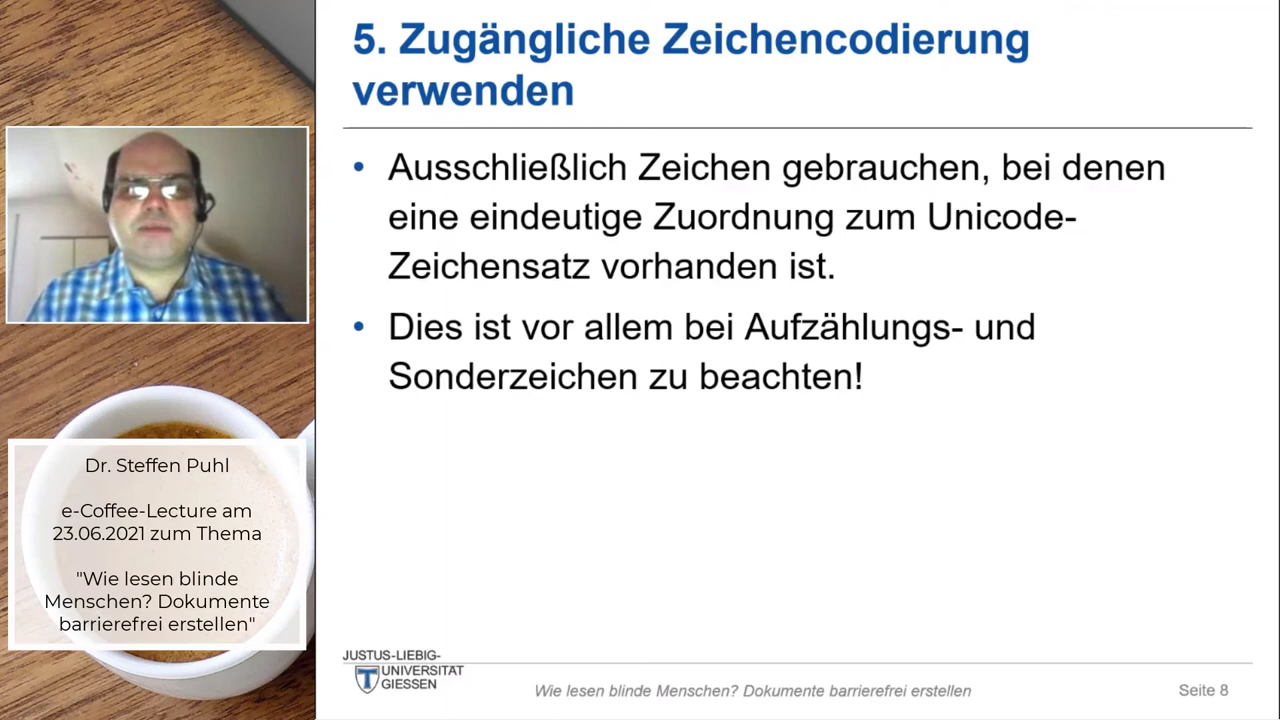 5. Zugängliche Zeichencodierung
verwenden
• Ausschließlich Zeichen gebrauchen, bei denen
eine eindeutige Zuordnung zum Unicode-
Zeichensatz vorhanden ist.
• Dies ist vor allem bei Aufzählungs- und
Sonderzeichen zu beachten!
Dr. Steffen Puhl
e-Coffee-Lecture am
23.06.2021 zum Thema
"Wie lesen blinde
Menschen? Dokumente
barrierefrei erstellen"
JUSTUS-LIEBIG-
UNIVERSITÄT
GIESSEN
Wie lesen blinde Menschen? Dokumente barrierefrei erstellen
Seite 8